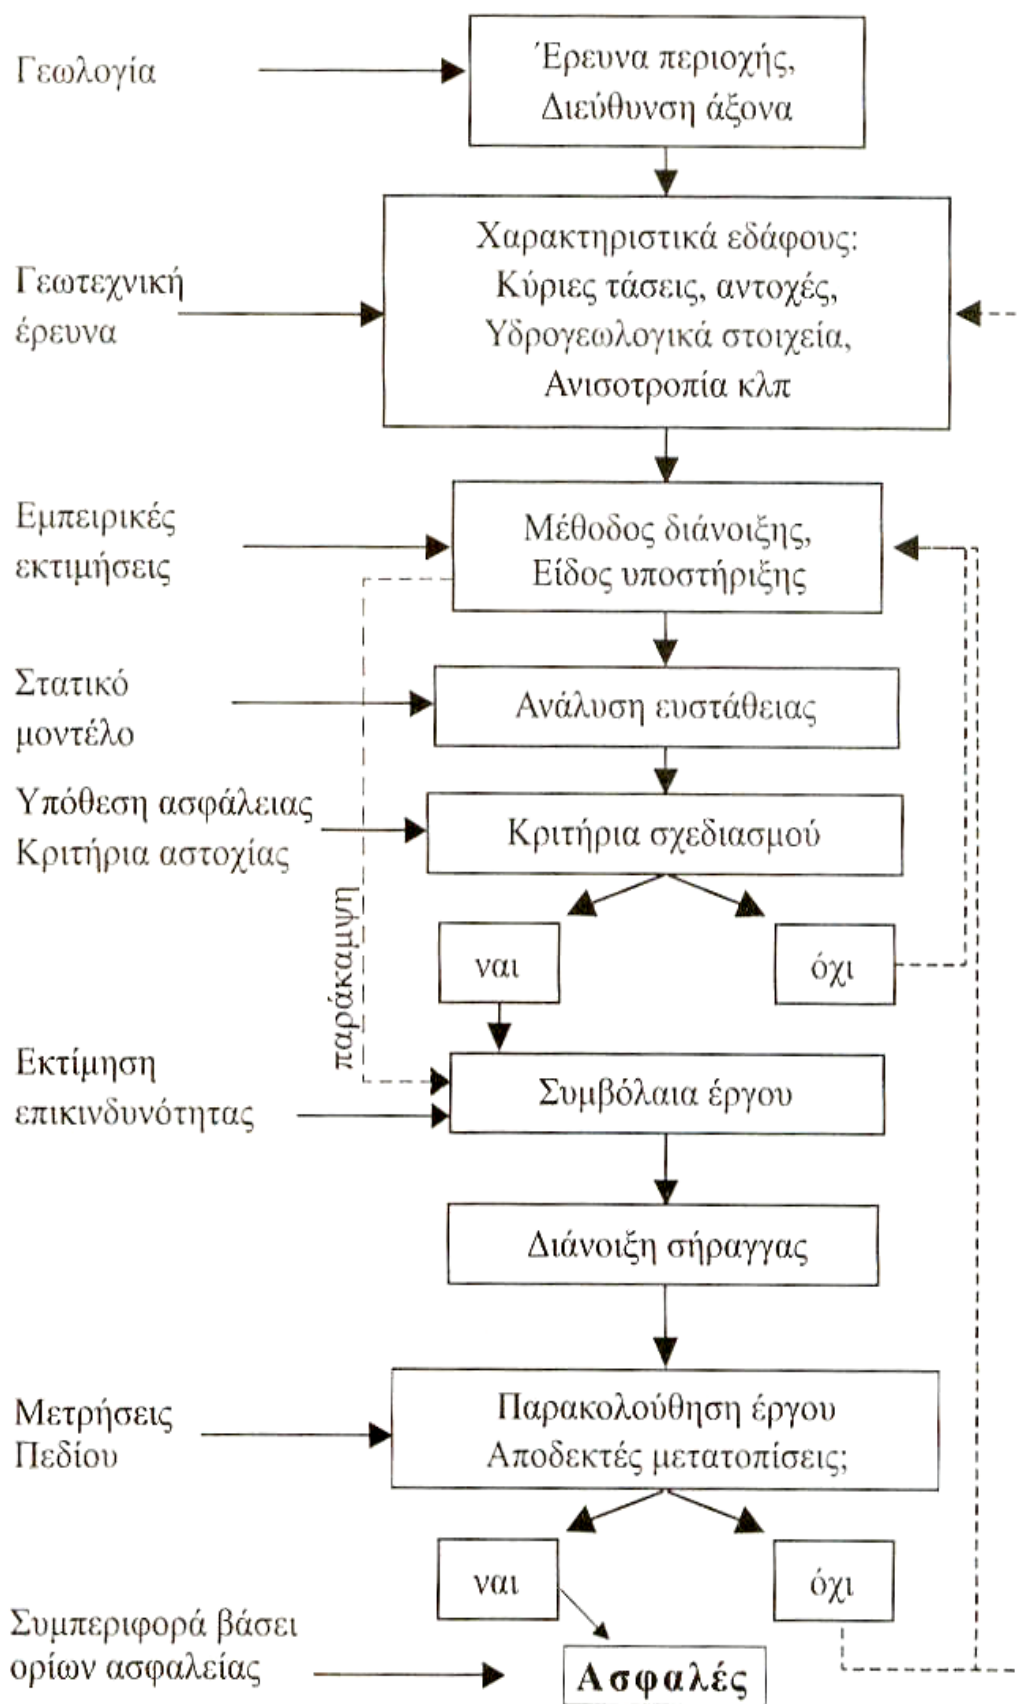 Γεωλογία
Έρευνα περιοχής,
Διεύθυνση άξονα
Γεωτεχνική
έρευνα
Χαρακτηριστικά εδάφους:
Κύριες τάσεις, αντοχές,
Υδρογεωλογικά στοιχεία,
Ανισοτροπία κλπ
Εμπειρικές
εκτιμήσεις
Μέθοδος διάνοιξης,
Είδος υποστήριξης
Στατικό
μοντέλο
Ανάλυση ευστάθειας
Υπόθεση ασφάλειας
Κριτήρια αστοχίας
Κριτήρια σχεδιασμού
ναι
όχι
παράκαμψη
Εκτίμηση
επικινδυνότητας
Συμβόλαια έργου
Διάνοιξη σήραγγας
Μετρήσεις
Πεδίου
Παρακολούθηση έργου
Αποδεκτές μετατοπίσεις;
ναι
όχι
Συμπεριφορά βάσει
ορίων ασφαλείας
Ασφαλές